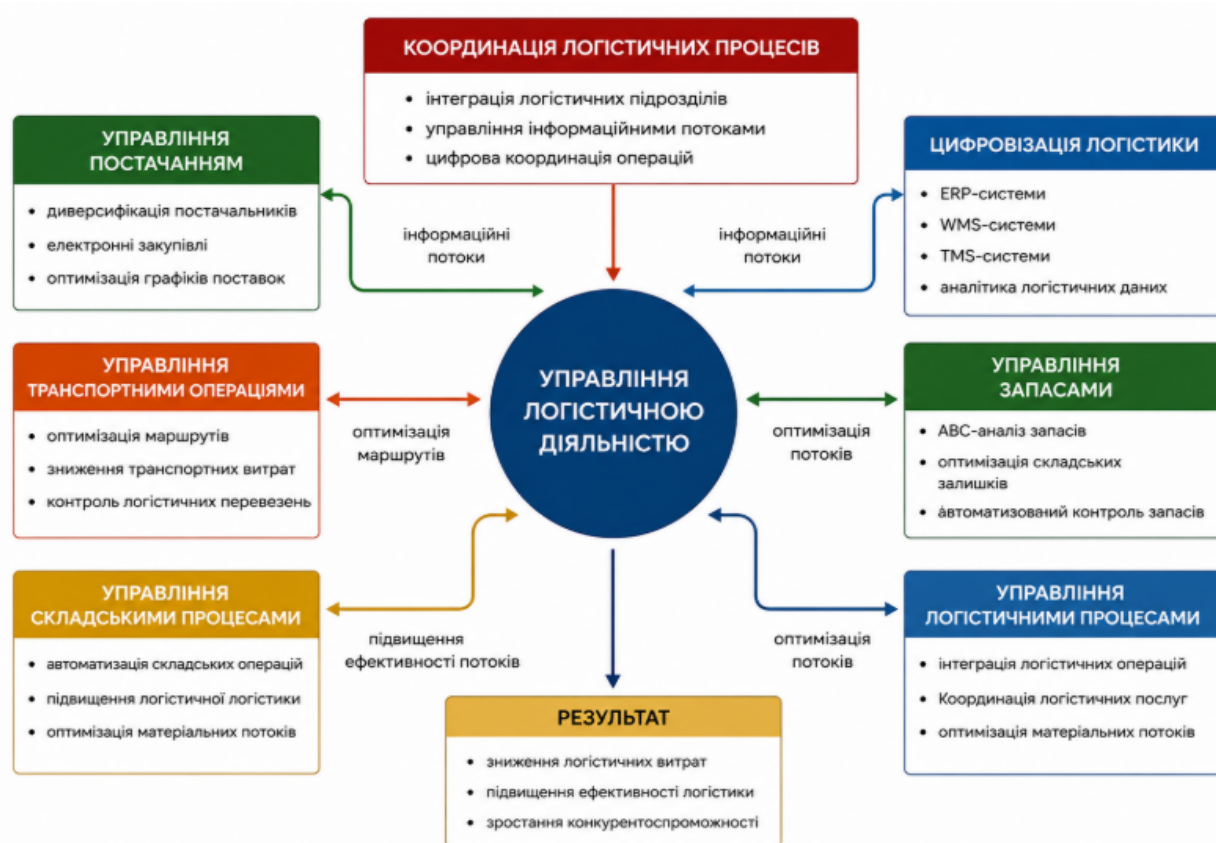 КООРДИНАЦІЯ ЛОГІСТИЧНИХ ПРОЦЕСІВ
• інтеграція логістичних підрозділів
• управління інформаційними потоками
• цифрова координація операцій
УПРАВЛІННЯ
ПОСТАЧАННЯМ
• диверсифікація постачальників
• електронні закупівлі
• оптимізація графіків поставок
інформаційні
потоки
інформаційні
потоки
ЦИФРОВІЗАЦІЯ ЛОГІСТИКИ
• ERP-системи
• WMS-системи
• TMS-системи
• аналітика логістичних даних
УПРАВЛІННЯ
ТРАНСПОРТНИМИ ОПЕРАЦІЯМИ
• оптимізація маршрутів
• зниження транспортних витрат
• контроль логістичних перевезень
оптимізація
маршрутів
УПРАВЛІННЯ
ЛОГІСТИЧНОЮ
ДІЯЛЬНІСТЮ
оптимізація
потоків
УПРАВЛІННЯ
ЗАПАСАМИ
• ABC-аналіз запасів
• оптимізація складських
залишків
• автоматизований контроль запасів
УПРАВЛІННЯ
СКЛАДСЬКИМИ ПРОЦЕСАМИ
• автоматизація складських операцій
• підвищення логістичної логістики
• оптимізація матеріальних потоків
підвищення
ефективності потоків
оптимізація
потоків
УПРАВЛІННЯ
ЛОГІСТИЧНИМИ ПРОЦЕСАМИ
• інтеграція логістичних операцій
• Координація логістичних послуг
• оптимізація матеріальних потоків
РЕЗУЛЬТАТ
• зниження логістичних витрат
• підвищення ефективності логістики
• зростання конкурентоспроможності